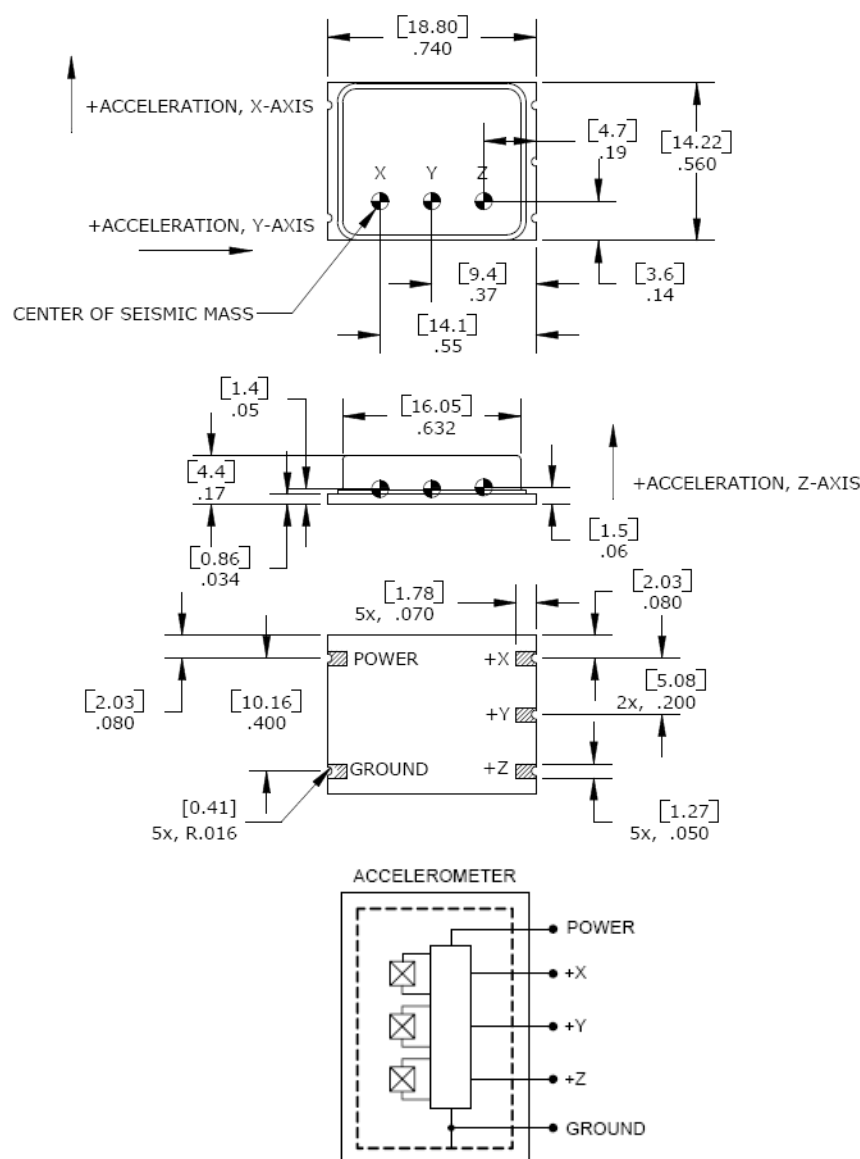 [18.80]
.740
+ACCELERATION, X-AXIS
[4.7]
.19
[14.22]
.560
X Y Z
+ACCELERATION, Y-AXIS
[9.4]
.37
[3.6]
.14
CENTER OF SEISMIC MASS
[14.1]
.55
[1.4]
.05
[16.05]
.632
[4.4]
.17
+ACCELERATION, Z-AXIS
[1.5]
.06
[0.86]
.034
[1.78]
5x, .070
[2.03]
.080
POWER
+X
[2.03]
.080
[10.16]
.400
+Y
[5.08]
2x, .200
GROUND
+Z
[0.41]
5x, R.016
[1.27]
5x, .050
ACCELEROMETER
POWER
+X
+Y
+Z
GROUND